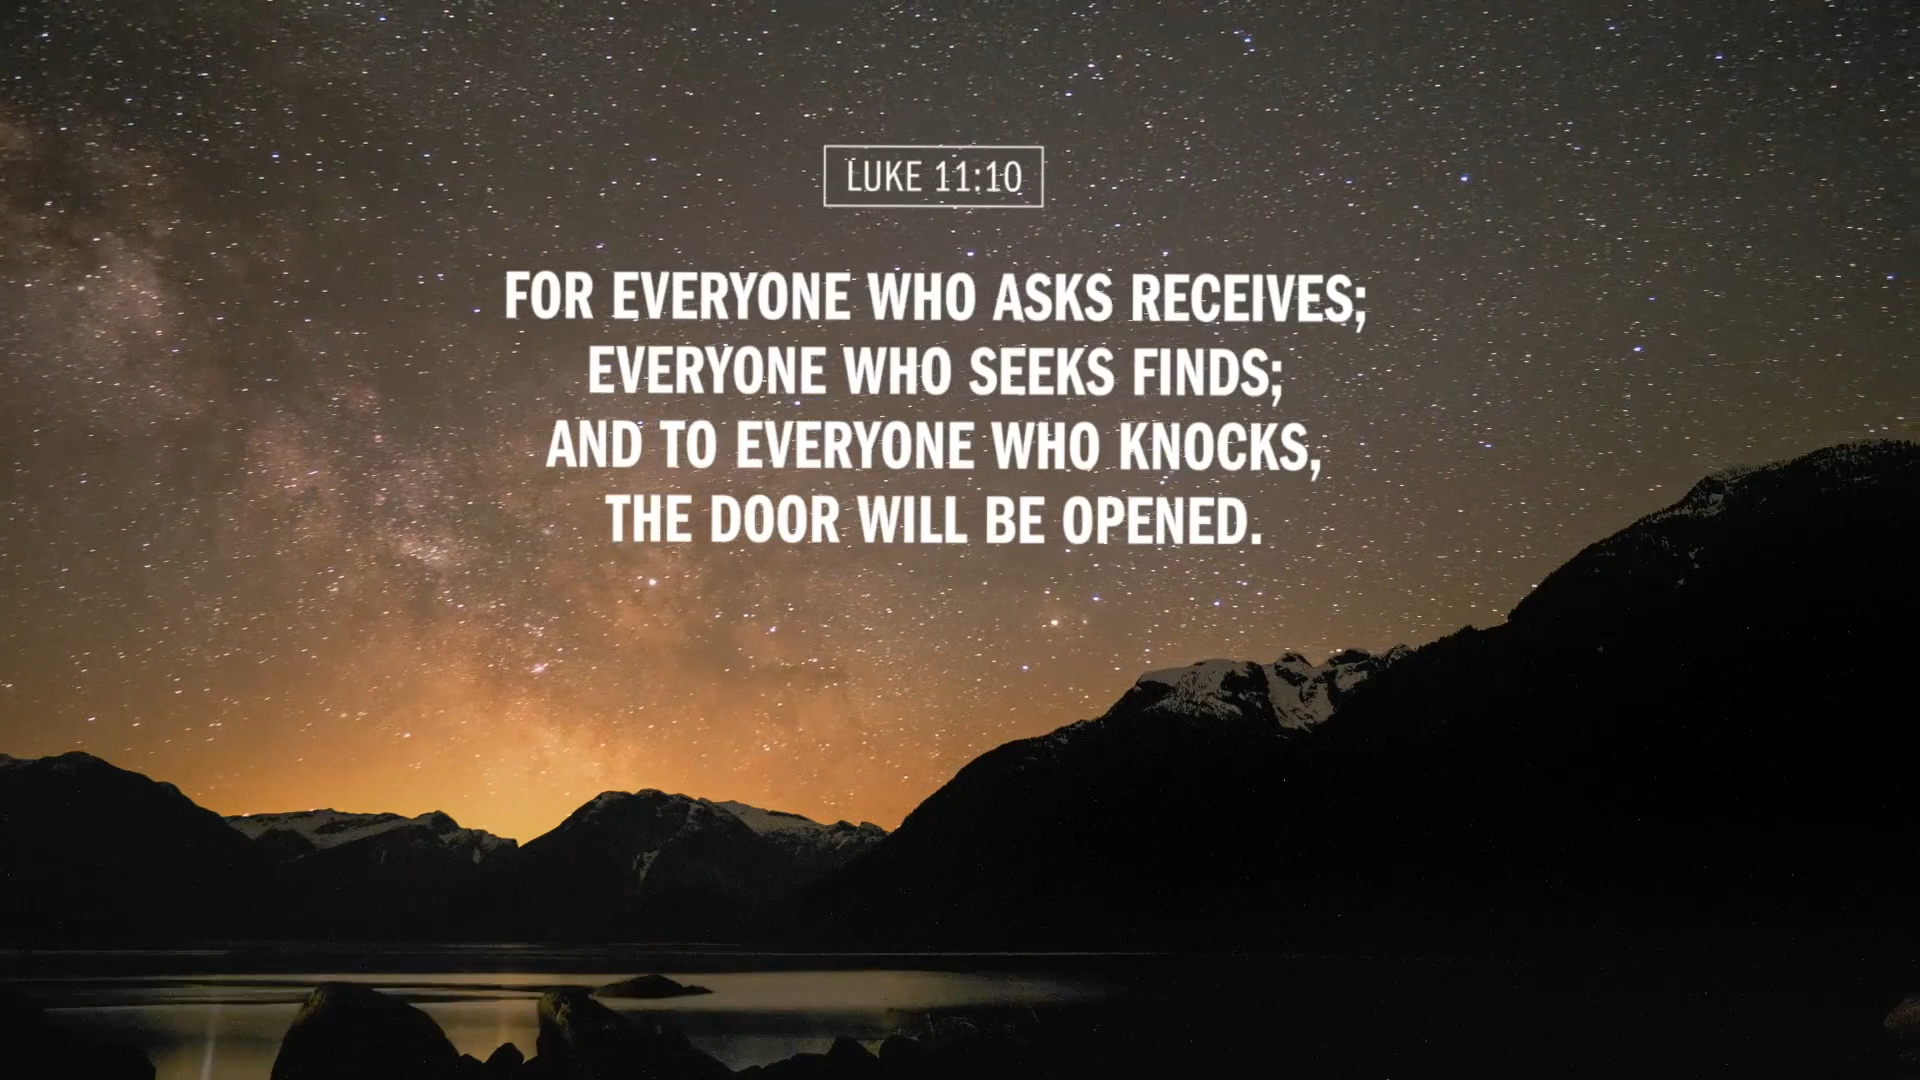 LUKE 11:10
FOR EVERYONE WHO ASKS RECEIVES;
EVERYONE WHO SEEKS FINDS;
AND TO EVERYONE WHO KNOCKS,
THE DOOR WILL BE OPENED.